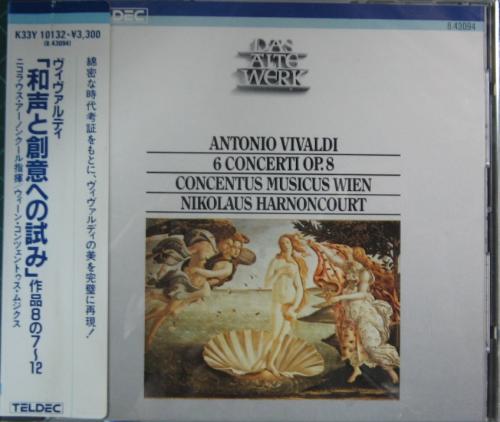 K33Y 10132・¥3,300
(8.43094)
ヴィヴァルディ
「和声と創意への試み」作品8の7〜12
ニコラウス・アーノンクール指揮/ウィーン・コンツェントゥス・ムジクス
綿密な時代考証をもとに、ヴィヴァルディの美を完璧に再現!
TELDEC
DEC
8.43094
DAS
ALTE
WERK
ANTONIO VIVALDI
6 CONCERTI OP. 8
CONCENTUS MUSICUS WIEN
NIKOLAUS HARNONCOURT